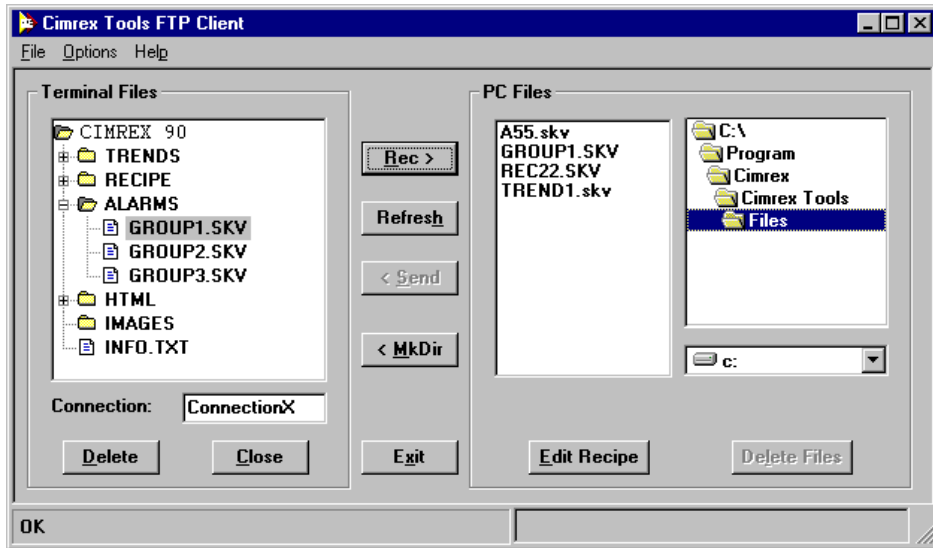 Cimrex Tools FTP Client
File Options Help
Terminal Files
CIMREX 90
TRENDS
RECIPE
ALARMS
GROUP1.SKV
GROUP2.SKV
GROUP3.SKV
HTML
IMAGES
INFO.TXT
Connection: ConnectionX
Delete Close
Rec >
Refresh
< Send
< MkDir
Exit
PC Files
A55.skv
GROUP1.SKV
REC22.SKV
TREND1.skv
C:\
Program
Cimrex
Cimrex Tools
Files
c:
Edit Recipe Delete Files
OK